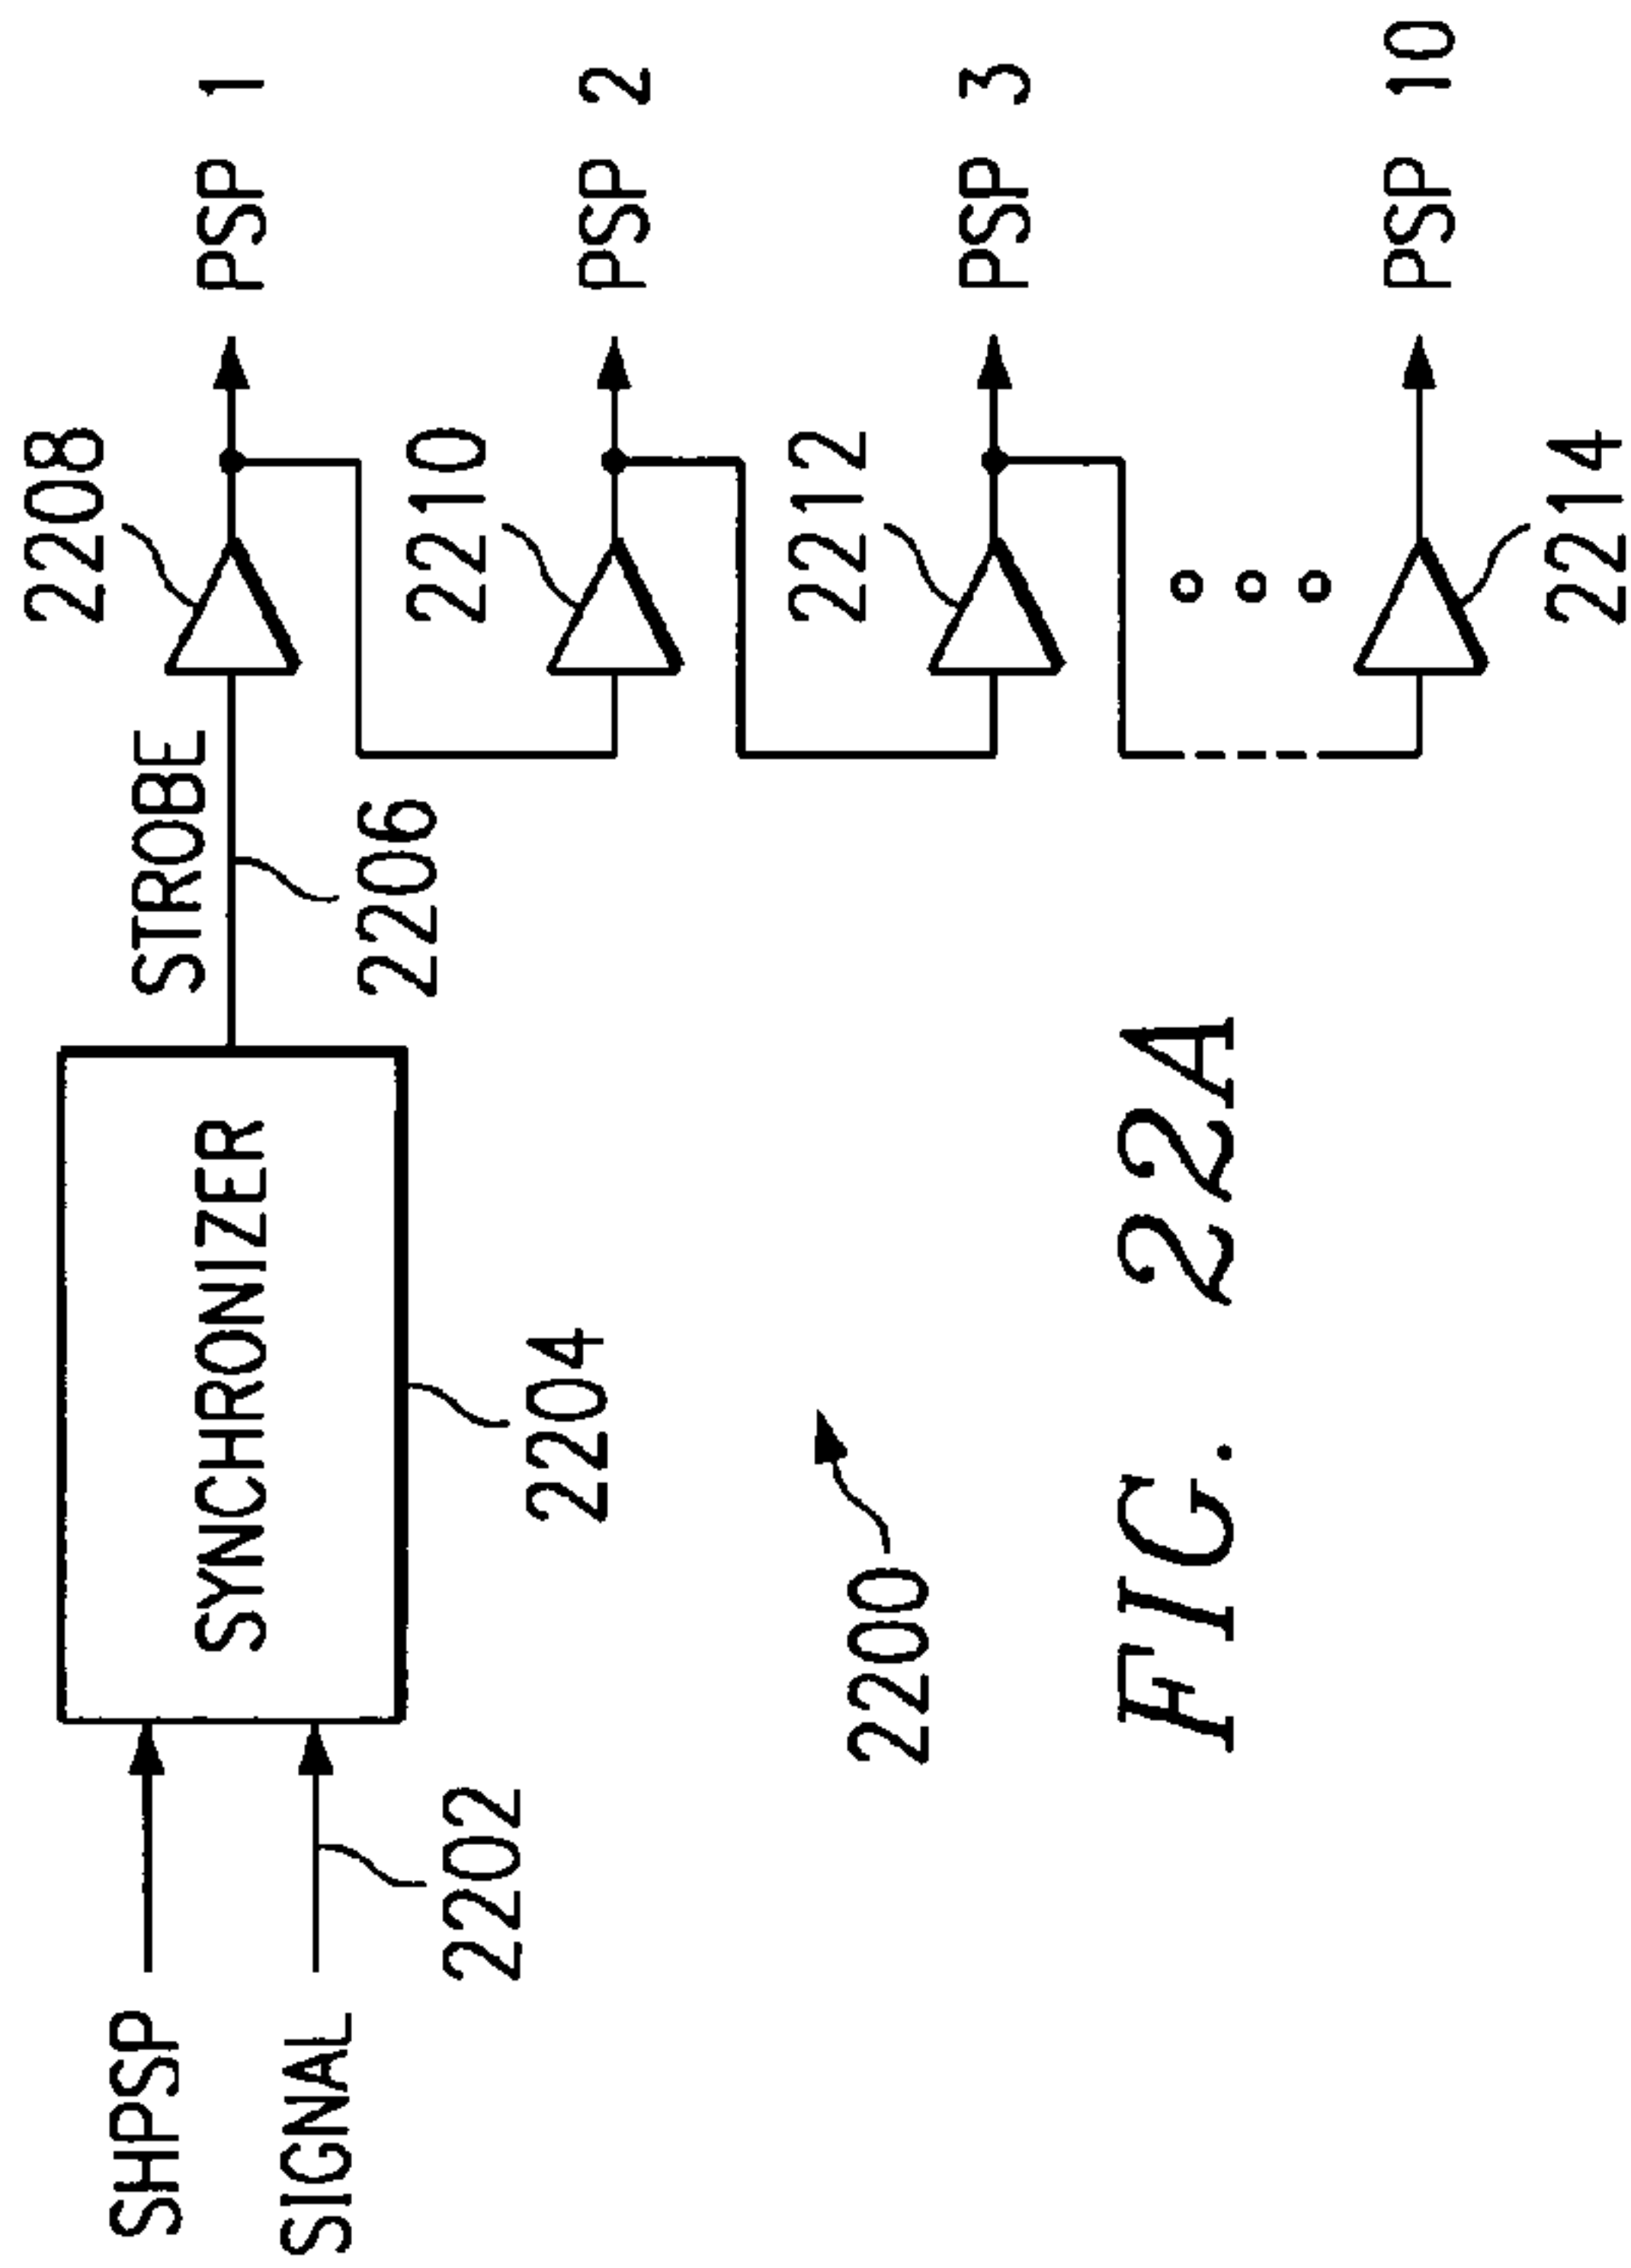 2208
PSP 1
STROBE
SHPSP
SYNCHRONIZER
SIGNAL
2206
2210
2202
2204
PSP 2
2212
PSP 3
2200
FIG. 22A
PSP 10
2214